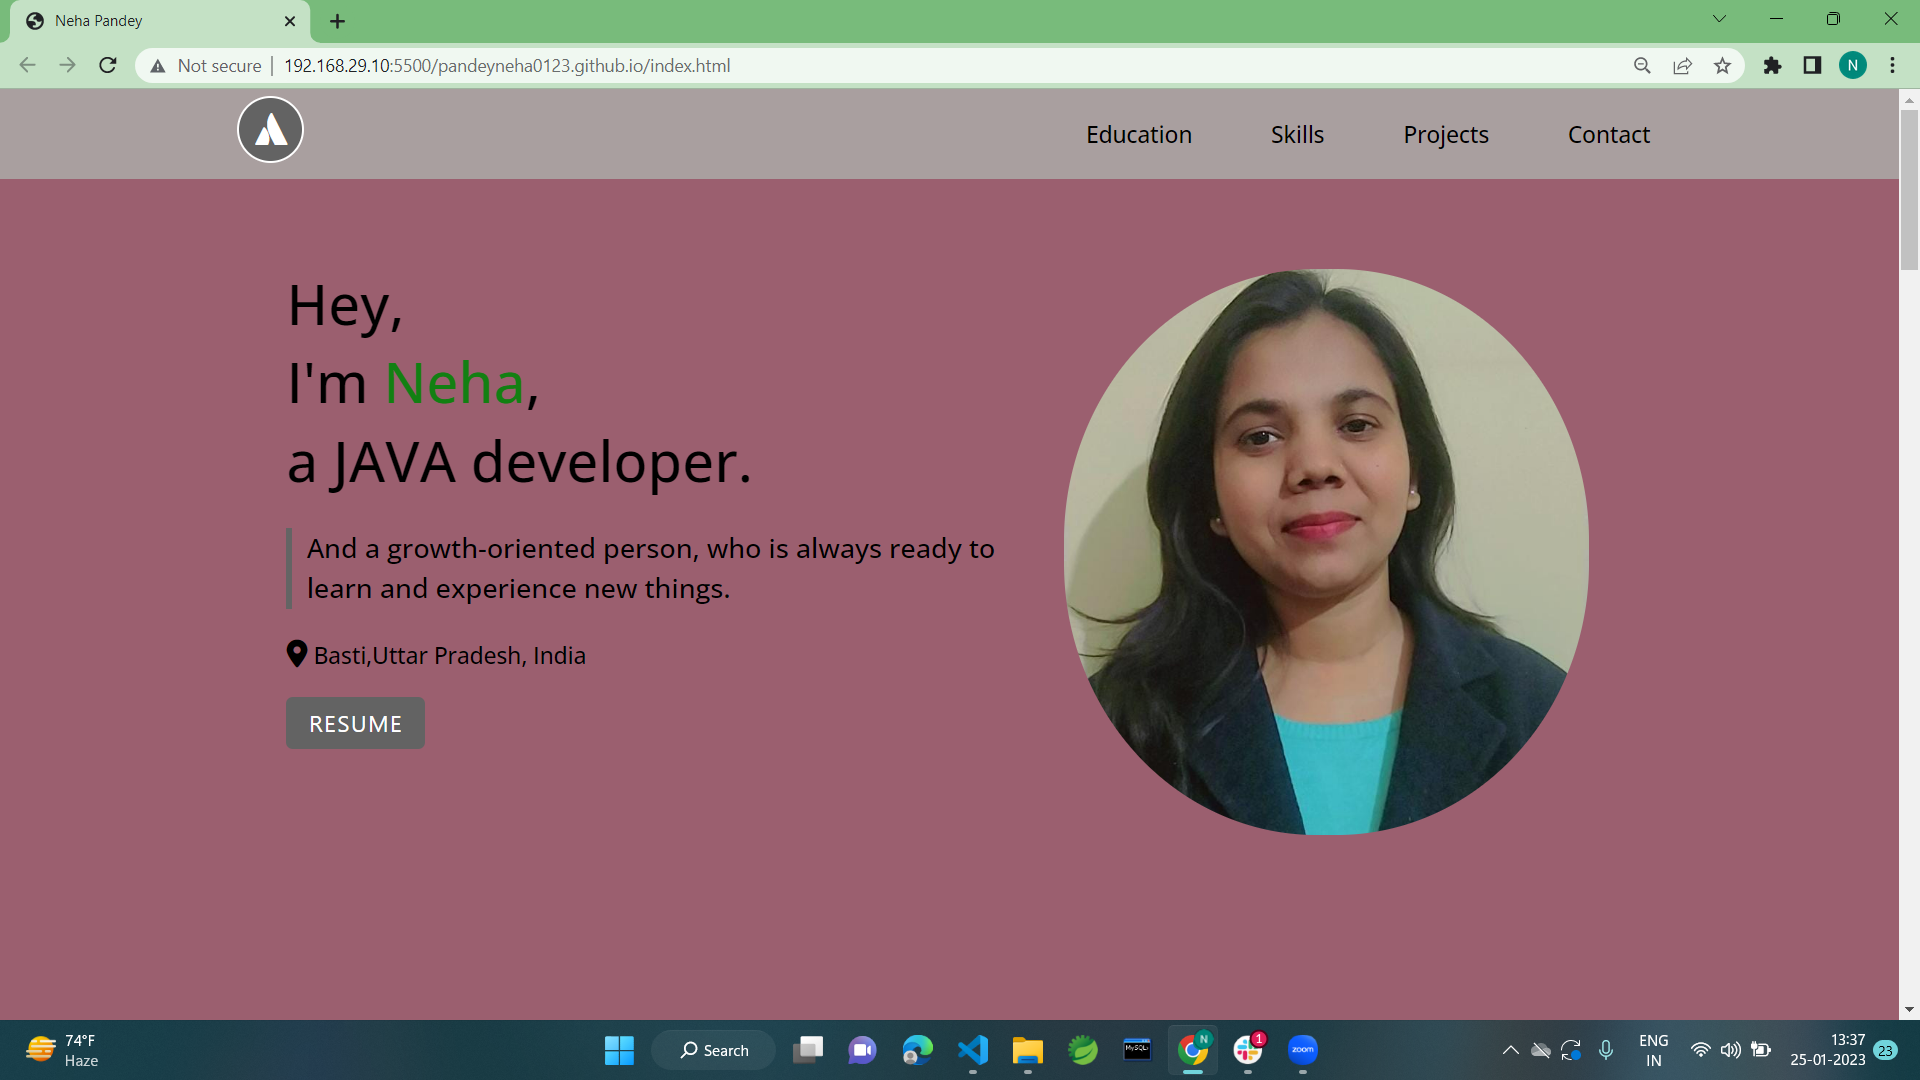 Neha Pandey
Not secure
192.168.29.10:5500/pandeyneha0123.github.io/index.html
N
Education Skills Projects Contact
Hey,
I'm Neha,
a JAVA developer.
And a growth-oriented person, who is always ready to
learn and experience new things.
Basti,Uttar Pradesh, India
RESUME
74°F
Haze
Search
MySQL
N
1
zoom
ENG
IN
13:37
25-01-2023
23